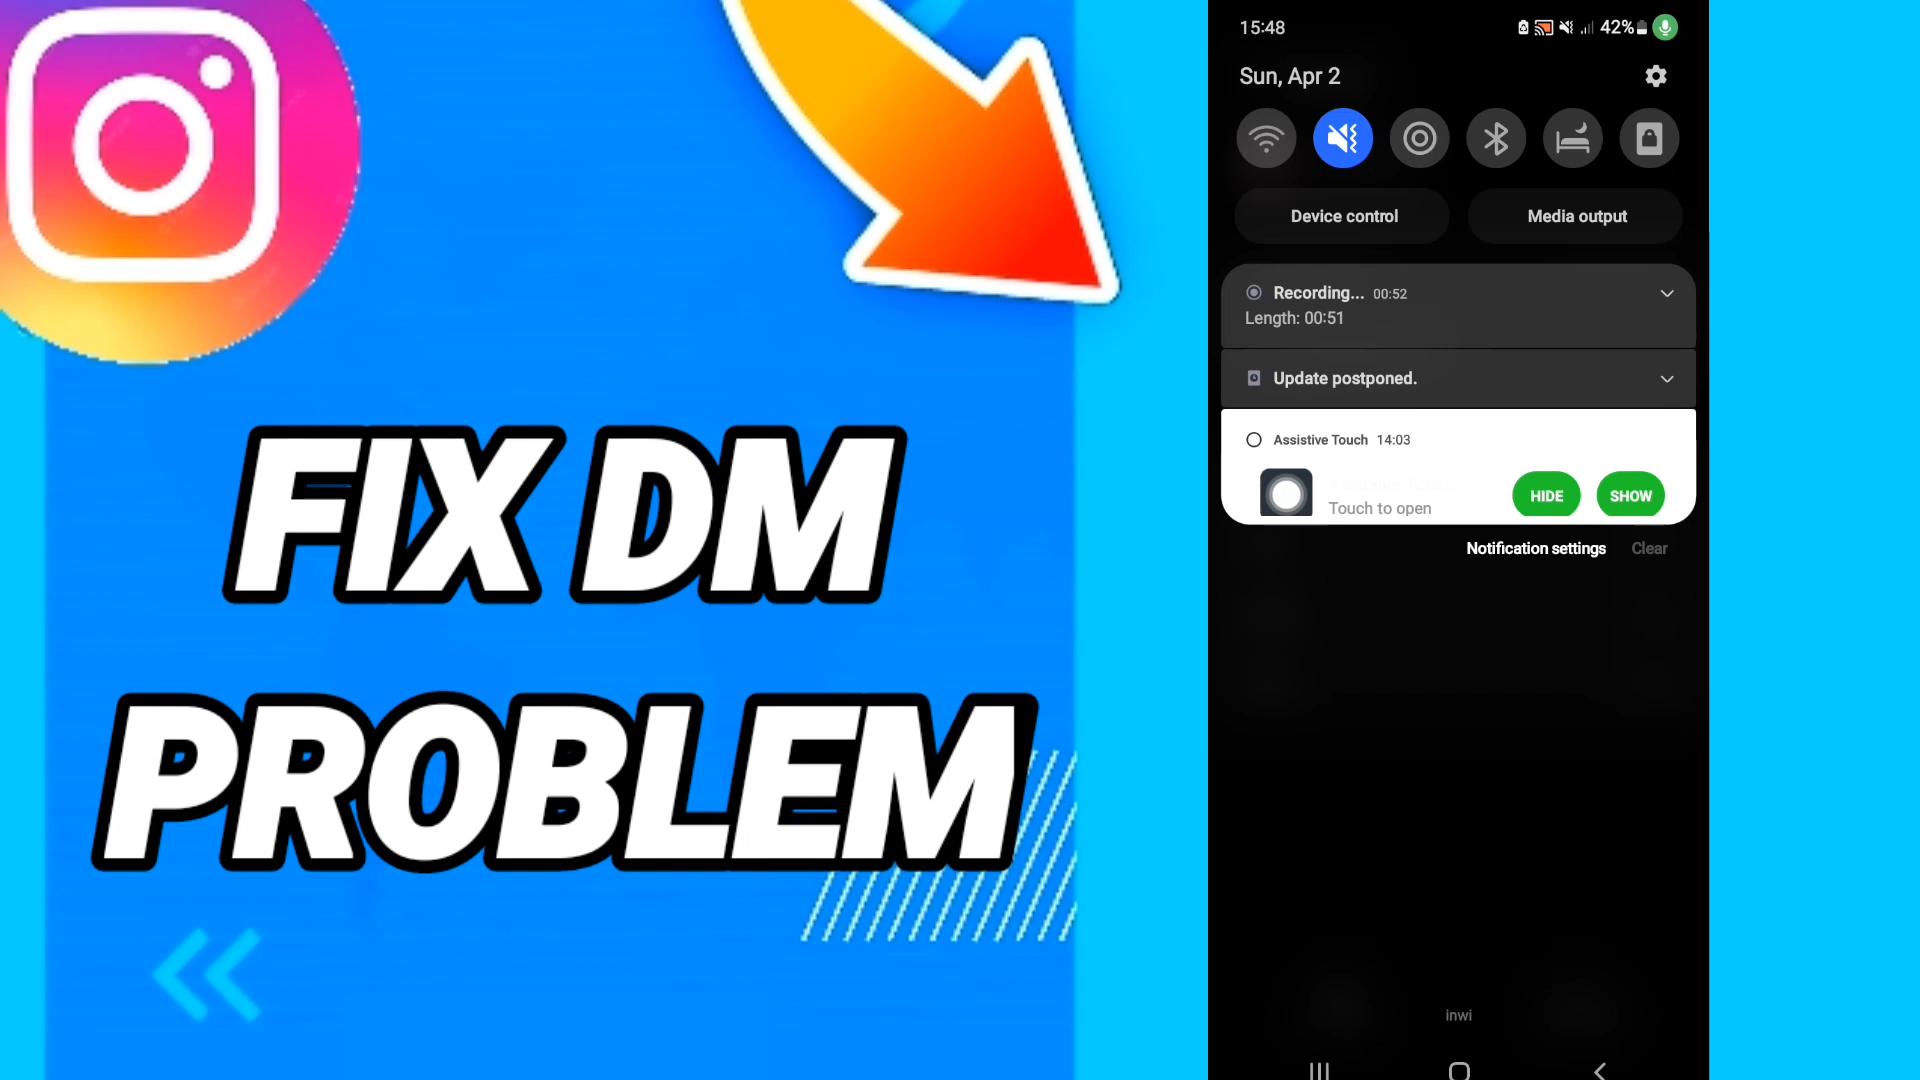 FIX DM
PROBLEM
15:48
42%
Sun, Apr 2
Device control
Media output
Recording... 00:52
Length: 00:51
Update postponed.
Assistive Touch 14:03
Touch to open
HIDE
SHOW
Notification settings
Clear
inwi